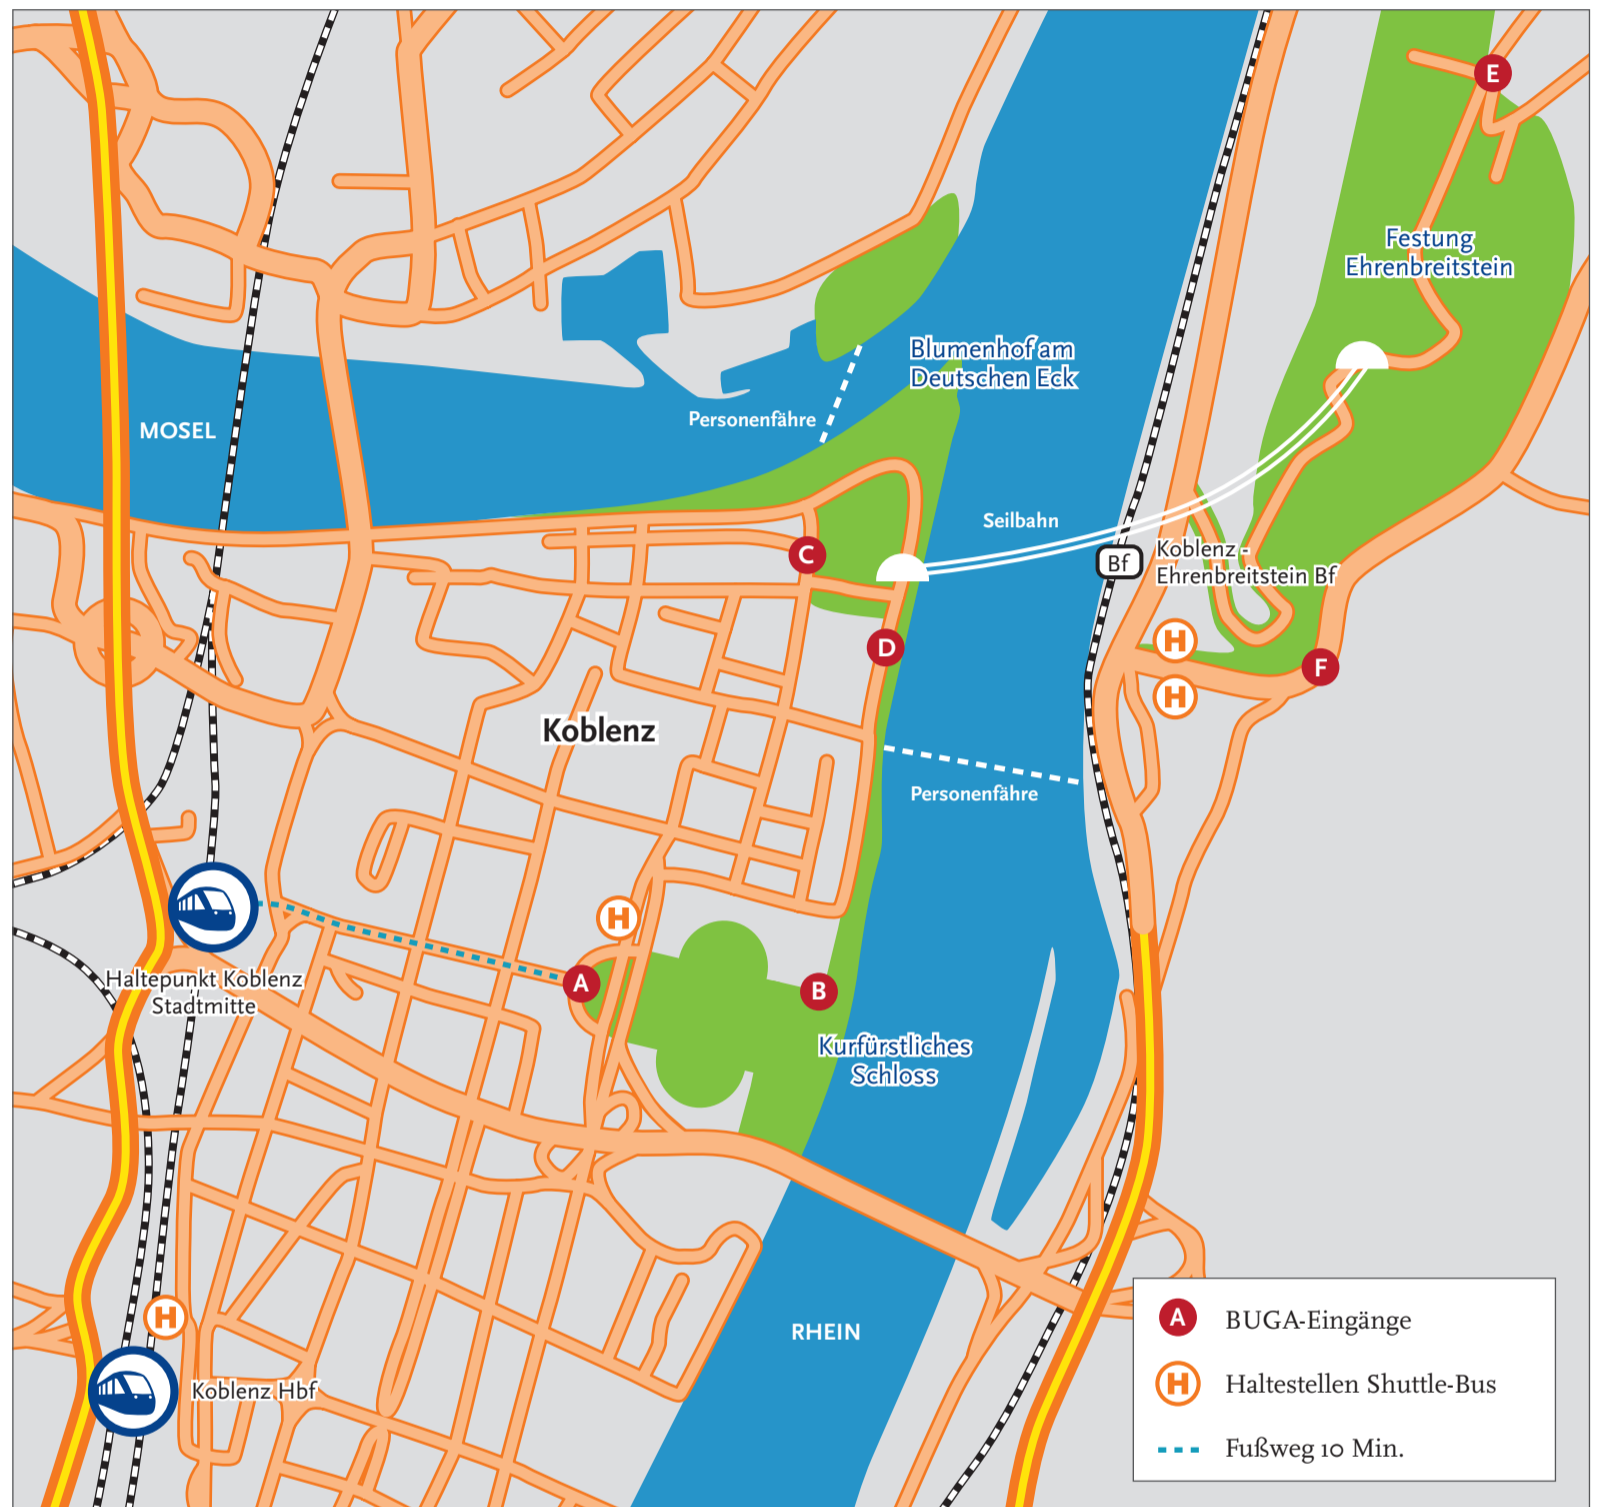 E
Festung
Ehrenbreitstein
Blumenhof am
Deutschen Eck
Personenfähre
MOSEL
Seilbahn
C
Bf
Koblenz -
Ehrenbreitstein Bf
H
D
F
H
Koblenz
Personenfähre
H
A
B
Haltepunkt Koblenz
Stadtmitte
Kurfürstliches
Schloss
RHEIN
H
Koblenz Hbf
A BUGA-Eingänge
H Haltestellen Shuttle-Bus
Fußweg 10 Min.